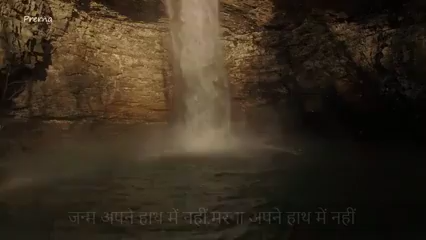 Prerna
जन्म अपने हाथ में नहीं,मरना अपने हाथ में नहीं